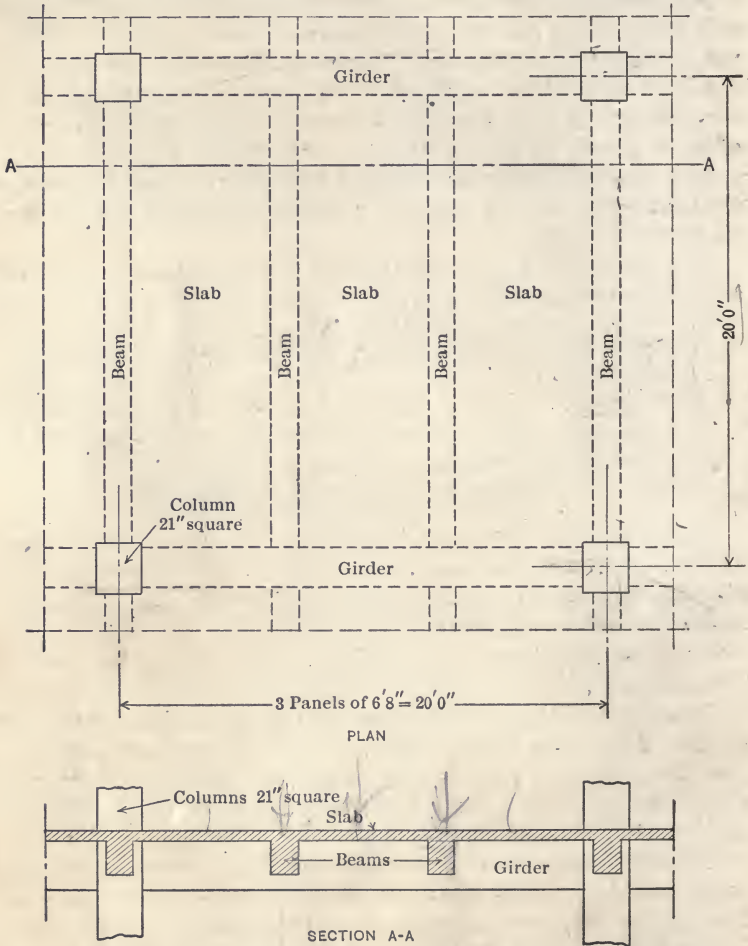 Girder
A A
Slab Slab Slab
Beam Beam Beam Beam
20'0"
Column
21" square
Girder
3 Panels of 6'8" = 20'0"
PLAN
Columns 21" square
Slab
Beams
Girder
SECTION A-A